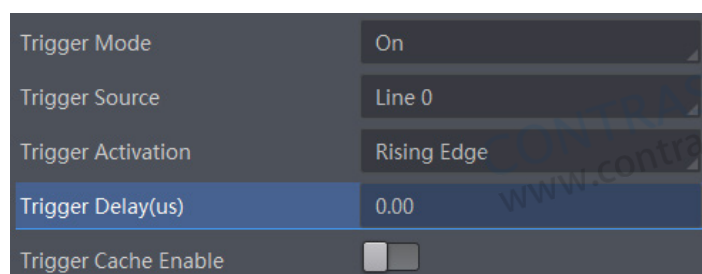 Trigger Mode On
Trigger Source Line 0
Trigger Activation Rising Edge
Trigger Delay(us) 0.00
Trigger Cache Enable